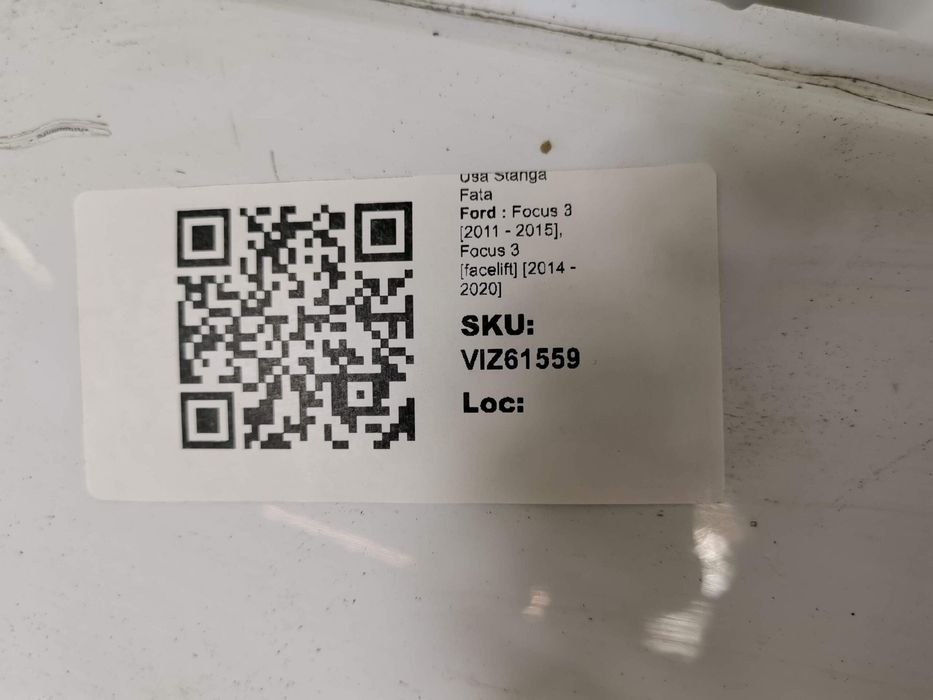 Usa Stanga
Fata
Ford : Focus 3
[2011 - 2015],
Focus 3
[facelift] [2014 -
2020]
SKU:
VIZ61559
Loc: